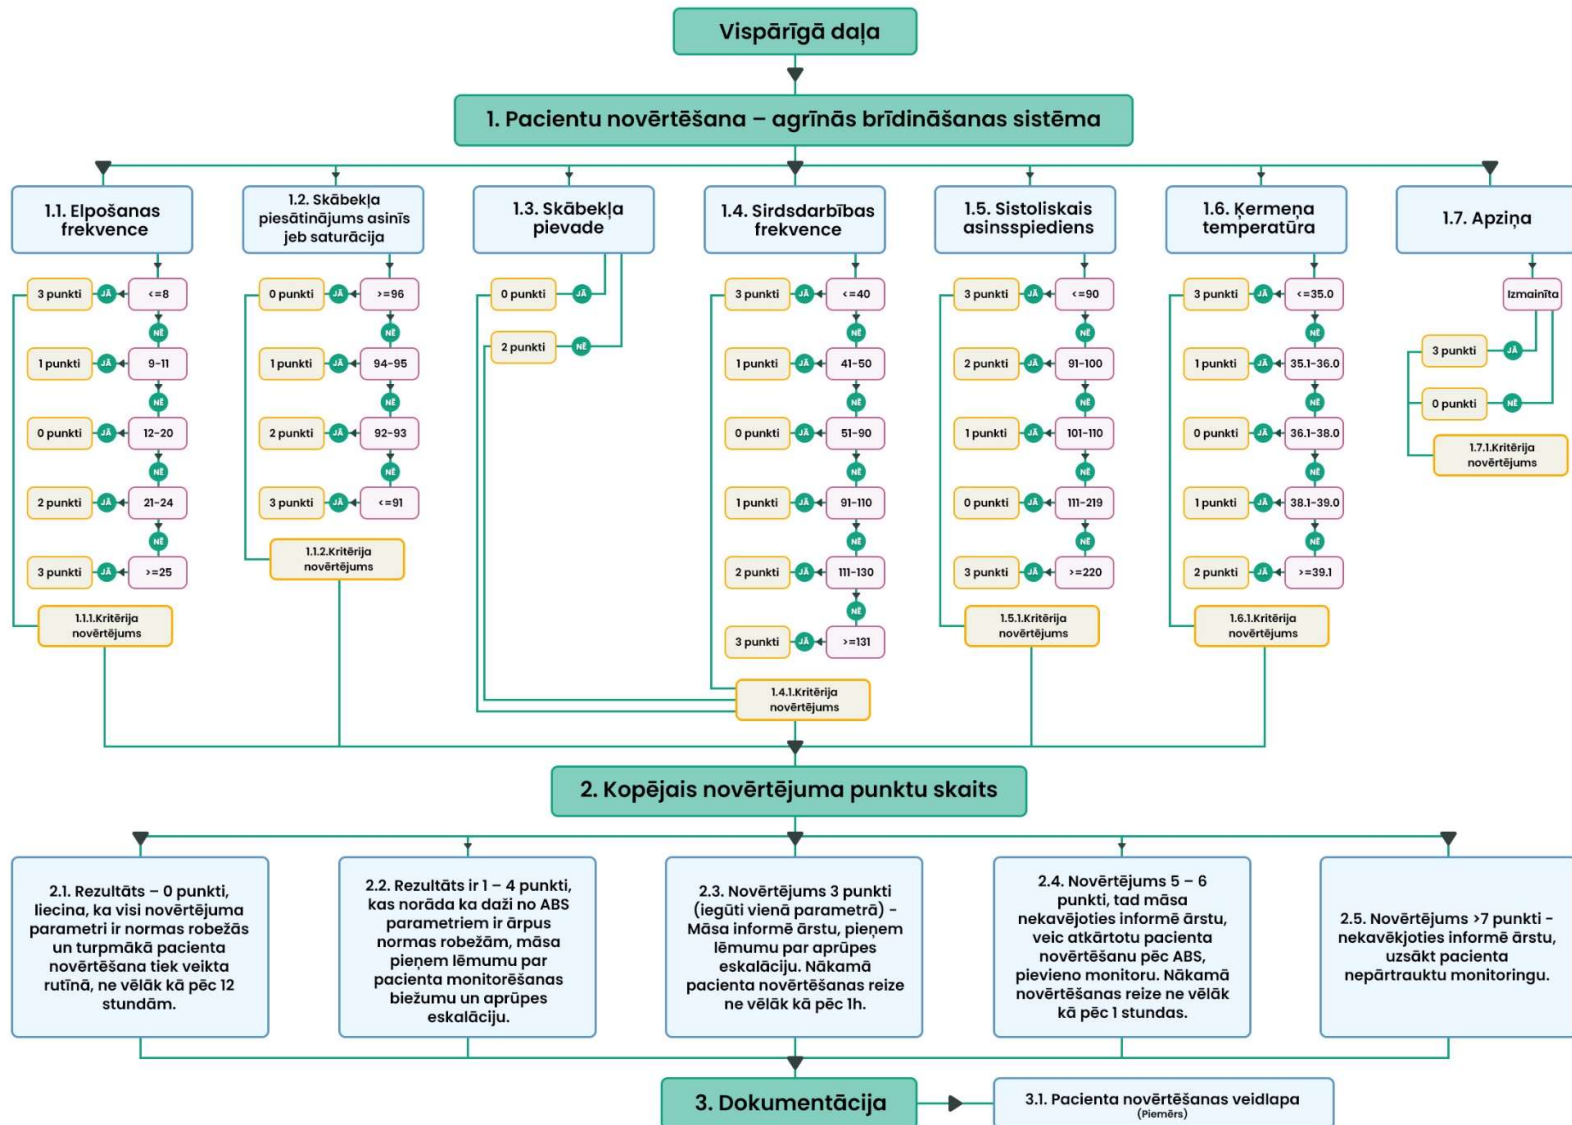 Vispārīgā daļa
1. Pacientu novērtēšana – agrīnās brīdināšanas sistēma
1.1. Elpošanas
frekvence
3 punkti JĀ <=8
NĒ
1 punkti JĀ 9-11
NĒ
0 punkti JĀ 12-20
NĒ
2 punkti JĀ 21-24
NĒ
3 punkti JĀ >=25
1.1.1.Kritērija
novērtējums
1.2. Skābekļa
piesātinājums asinīs
jeb saturācija
0 punkti JĀ >=96
NĒ
1 punkti JĀ 94-95
NĒ
2 punkti JĀ 92-93
NĒ
3 punkti JĀ <=91
1.1.2.Kritērija
novērtējums
1.3. Skābekļa
pievade
0 punkti JĀ
2 punkti NĒ
1.4. Sirdsdarbības
frekvence
3 punkti JĀ <=40
NĒ
1 punkti JĀ 41-50
NĒ
0 punkti JĀ 51-90
NĒ
1 punkti JĀ 91-110
NĒ
2 punkti JĀ 111-130
NĒ
3 punkti JĀ >=131
1.4.1.Kritērija
novērtējums
1.5. Sistoliskais
asinsspiediens
3 punkti JĀ <=90
NĒ
2 punkti JĀ 91-100
NĒ
1 punkti JĀ 101-110
NĒ
0 punkti JĀ 111-219
NĒ
3 punkti JĀ >=220
1.5.1.Kritērija
novērtējums
1.6. Ķermeņa
temperatūra
3 punkti JĀ <=35.0
NĒ
1 punkti JĀ 35.1-36.0
NĒ
0 punkti JĀ 36.1-38.0
NĒ
1 punkti JĀ 38.1-39.0
NĒ
2 punkti JĀ >=39.1
1.6.1.Kritērija
novērtējums
1.7. Apziņa
Izmainīta
3 punkti JĀ
0 punkti NĒ
1.7.1.Kritērija
novērtējums
2. Kopējais novērtējuma punktu skaits
2.1. Rezultāts – 0 punkti,
liecina, ka visi novērtējuma
parametri ir normas robežās
un turpmākā pacienta
novērtēšana tiek veikta
rutīnā, ne vēlāk kā pēc 12
stundām.
2.2. Rezultāts ir 1 – 4 punkti,
kas norāda ka daži no ABS
parametriem ir ārpus
normas robežām, māsa
pieņem lēmumu par
pacienta monitorēšanas
biežumu un aprūpes
eskalāciju.
2.3. Novērtējums 3 punkti
(iegūti vienā parametrā) -
Māsa informē ārstu, pieņem
lēmumu par aprūpes
eskalāciju. Nākamā
pacienta novērtēšanas reize
ne vēlāk kā pēc 1h.
2.4. Novērtējums 5 – 6
punkti, tad māsa
nekavējoties informē ārstu,
veic atkārtotu pacienta
novērtēšanu pēc ABS,
pievieno monitoru. Nākamā
novērtēšanas reize ne vēlāk
kā pēc 1 stundas.
2.5. Novērtējums >7 punkti -
nekavēkjoties informē ārstu,
uzsākt pacienta
nepārtrauktu monitoringu.
3. Dokumentācija
3.1. Pacienta novērtēšanas veidlapa
(Piemērs)